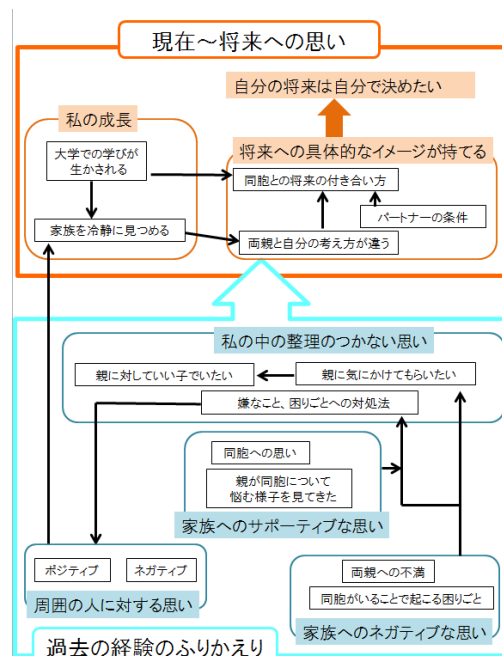 現在～将来への思い
自分の将来は自分で決めたい
私の成長
大学での学びが
生かされる
家族を冷静に見つめる
将来への具体的なイメージが持てる
同胞との将来の付き合い方
パートナーの条件
両親と自分の考え方が違う
私の中の整理のつかない思い
親に対していい子でいたい
親に気にかけてもらいたい
嫌なこと、困りごとへの対処法
同胞への思い
親が同胞について
悩む様子を見てきた
家族へのサポーティブな思い
ポジティブ
ネガティブ
周囲の人に対する思い
両親への不満
同胞がいることで起こる困りごと
家族へのネガティブな思い
過去の経験のふりかえり